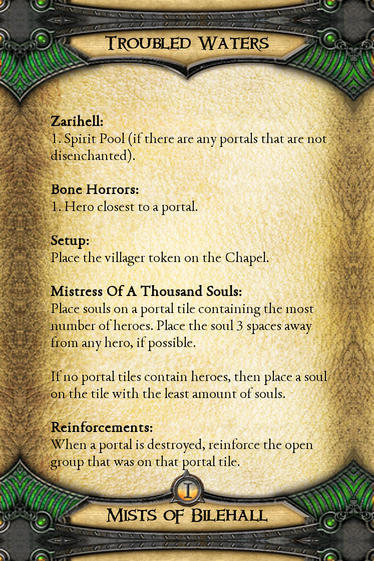 Troubled Waters
Zarihell:
1. Spirit Pool (if there are any portals that are not
disenchanted).
Bone Horrors:
1. Hero closest to a portal.
Setup:
Place the villager token on the Chapel.
Mistress Of A Thousand Souls:
Place souls on a portal tile containing the most
number of heroes. Place the soul 3 spaces away
from any hero, if possible.
If no portal tiles contain heroes, then place a soul
on the tile with the least amount of souls.
Reinforcements:
When a portal is destroyed, reinforce the open
group that was on that portal tile.
I
Mists of Bilehall